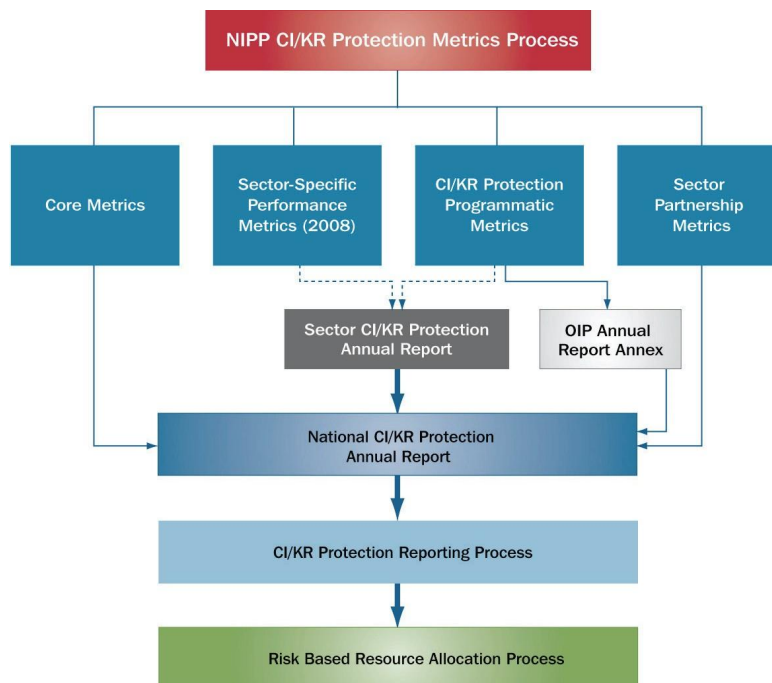 NIPP CI/KR Protection Metrics Process
Core Metrics
Sector-Specific
Performance
Metrics (2008)
CI/KR Protection
Programmatic
Metrics
Sector
Partnership
Metrics
Sector CI/KR Protection
Annual Report
OIP Annual
Report Annex
National CI/KR Protection
Annual Report
CI/KR Protection Reporting Process
Risk Based Resource Allocation Process